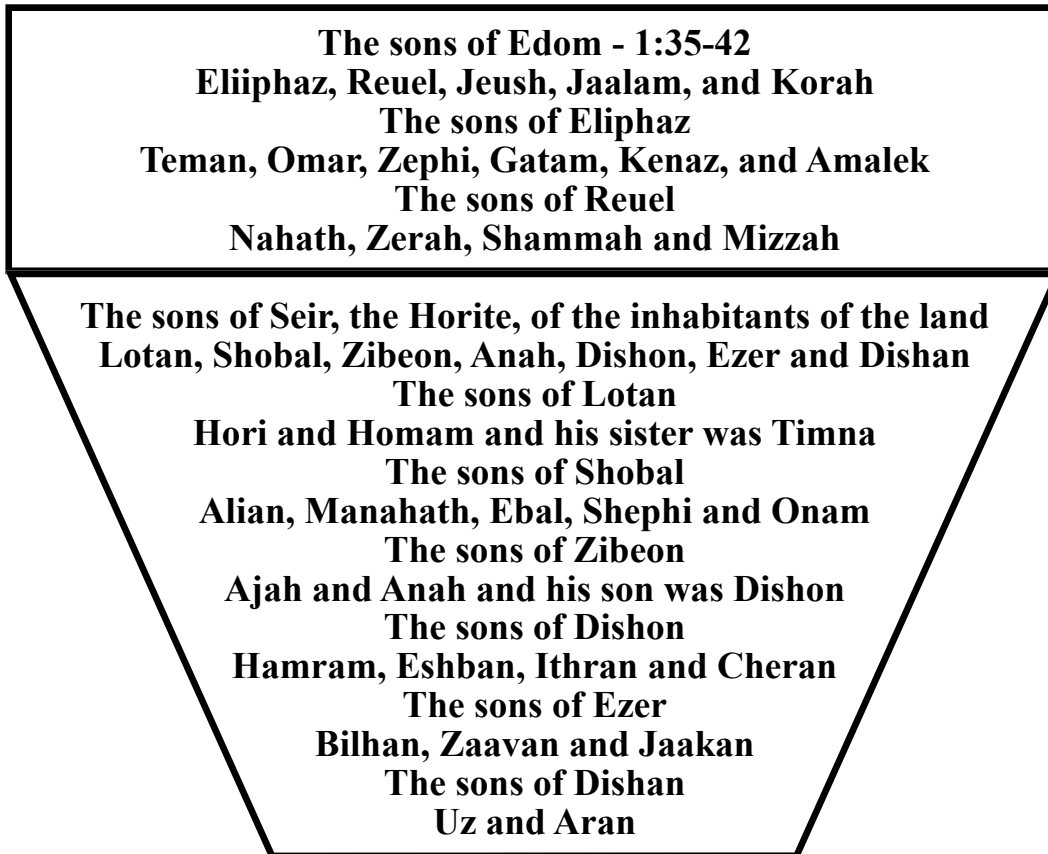 The sons of Edom - 1:35-42
Eliiphaz, Reuel, Jeush, Jaalam, and Korah
The sons of Eliphaz
Teman, Omar, Zephi, Gatam, Kenaz, and Amalek
The sons of Reuel
Nahath, Zerah, Shammah and Mizzah
The sons of Seir, the Horite, of the inhabitants of the land
Lotan, Shobal, Zibeon, Anah, Dishon, Ezer and Dishan
The sons of Lotan
Hori and Homam and his sister was Timna
The sons of Shobal
Alian, Manahath, Ebal, Shephi and Onam
The sons of Zibeon
Ajah and Anah and his son was Dishon
The sons of Dishon
Hamram, Eshban, Ithran and Cheran
The sons of Ezer
Bilhan, Zaavan and Jaakan
The sons of Dishan
Uz and Aran